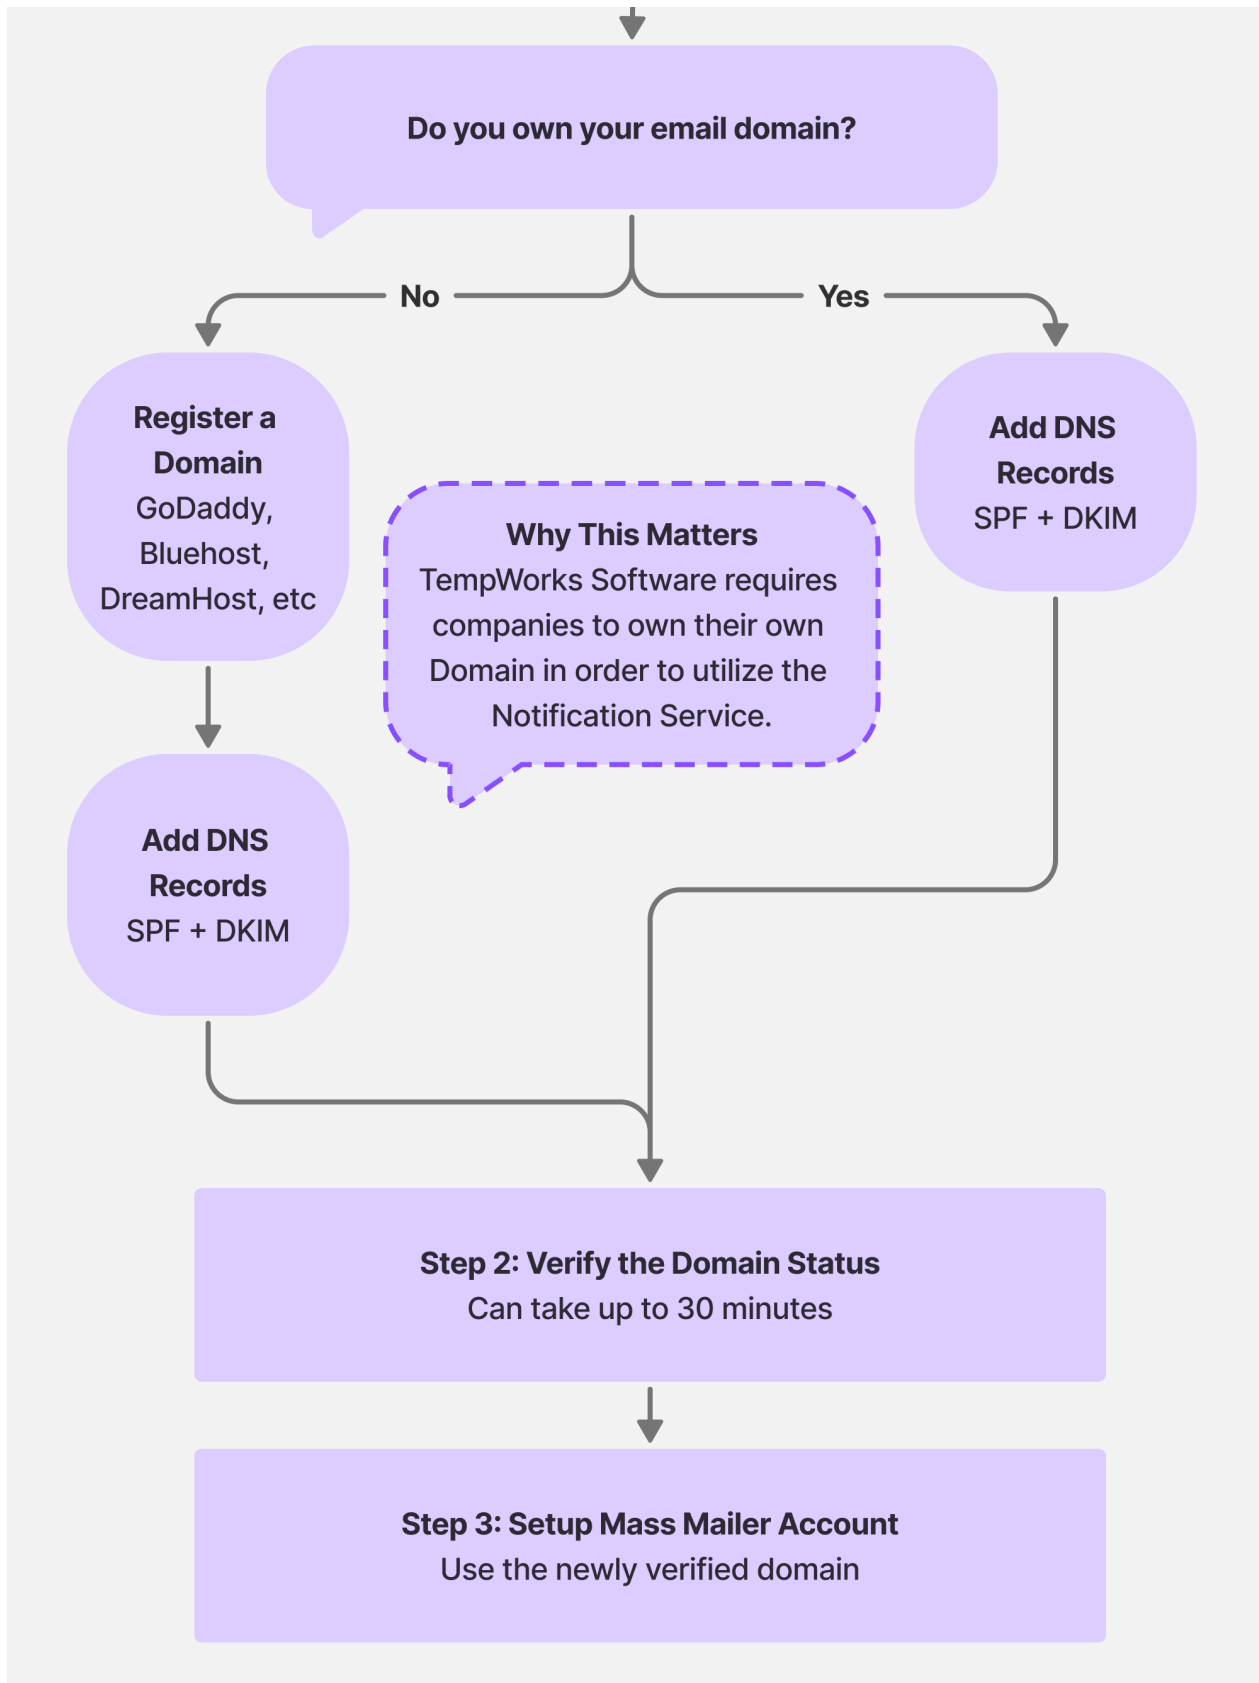 Do you own your email domain?
No
Yes
Register a
Domain
GoDaddy,
Bluehost,
DreamHost, etc
Add DNS
Records
SPF + DKIM
Why This Matters
TempWorks Software requires
companies to own their own
Domain in order to utilize the
Notification Service.
Add DNS
Records
SPF + DKIM
Step 2: Verify the Domain Status
Can take up to 30 minutes
Step 3: Setup Mass Mailer Account
Use the newly verified domain